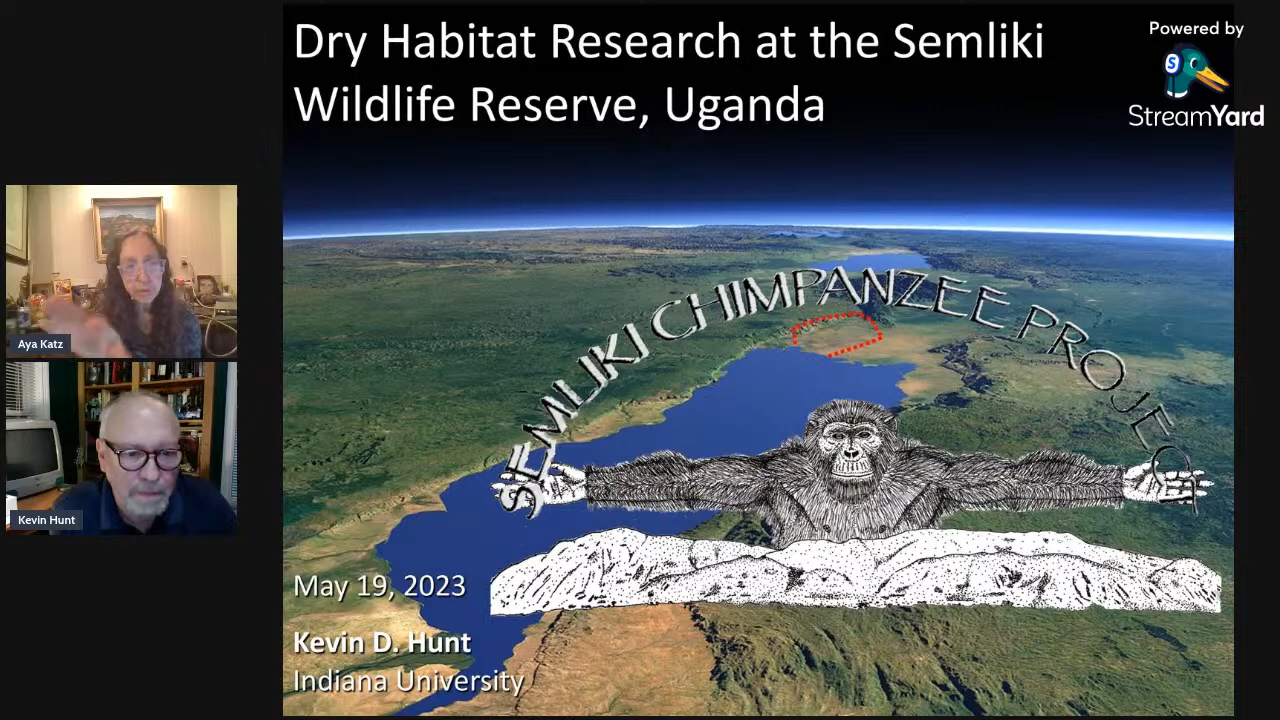 Dry Habitat Research at the Semliki
Wildlife Reserve, Uganda
Powered by
S
StreamYard
SEMLIKI CHIMPANZEE PROJECT
Aya Katz
Kevin Hunt
May 19, 2023
Kevin D. Hunt
Indiana University